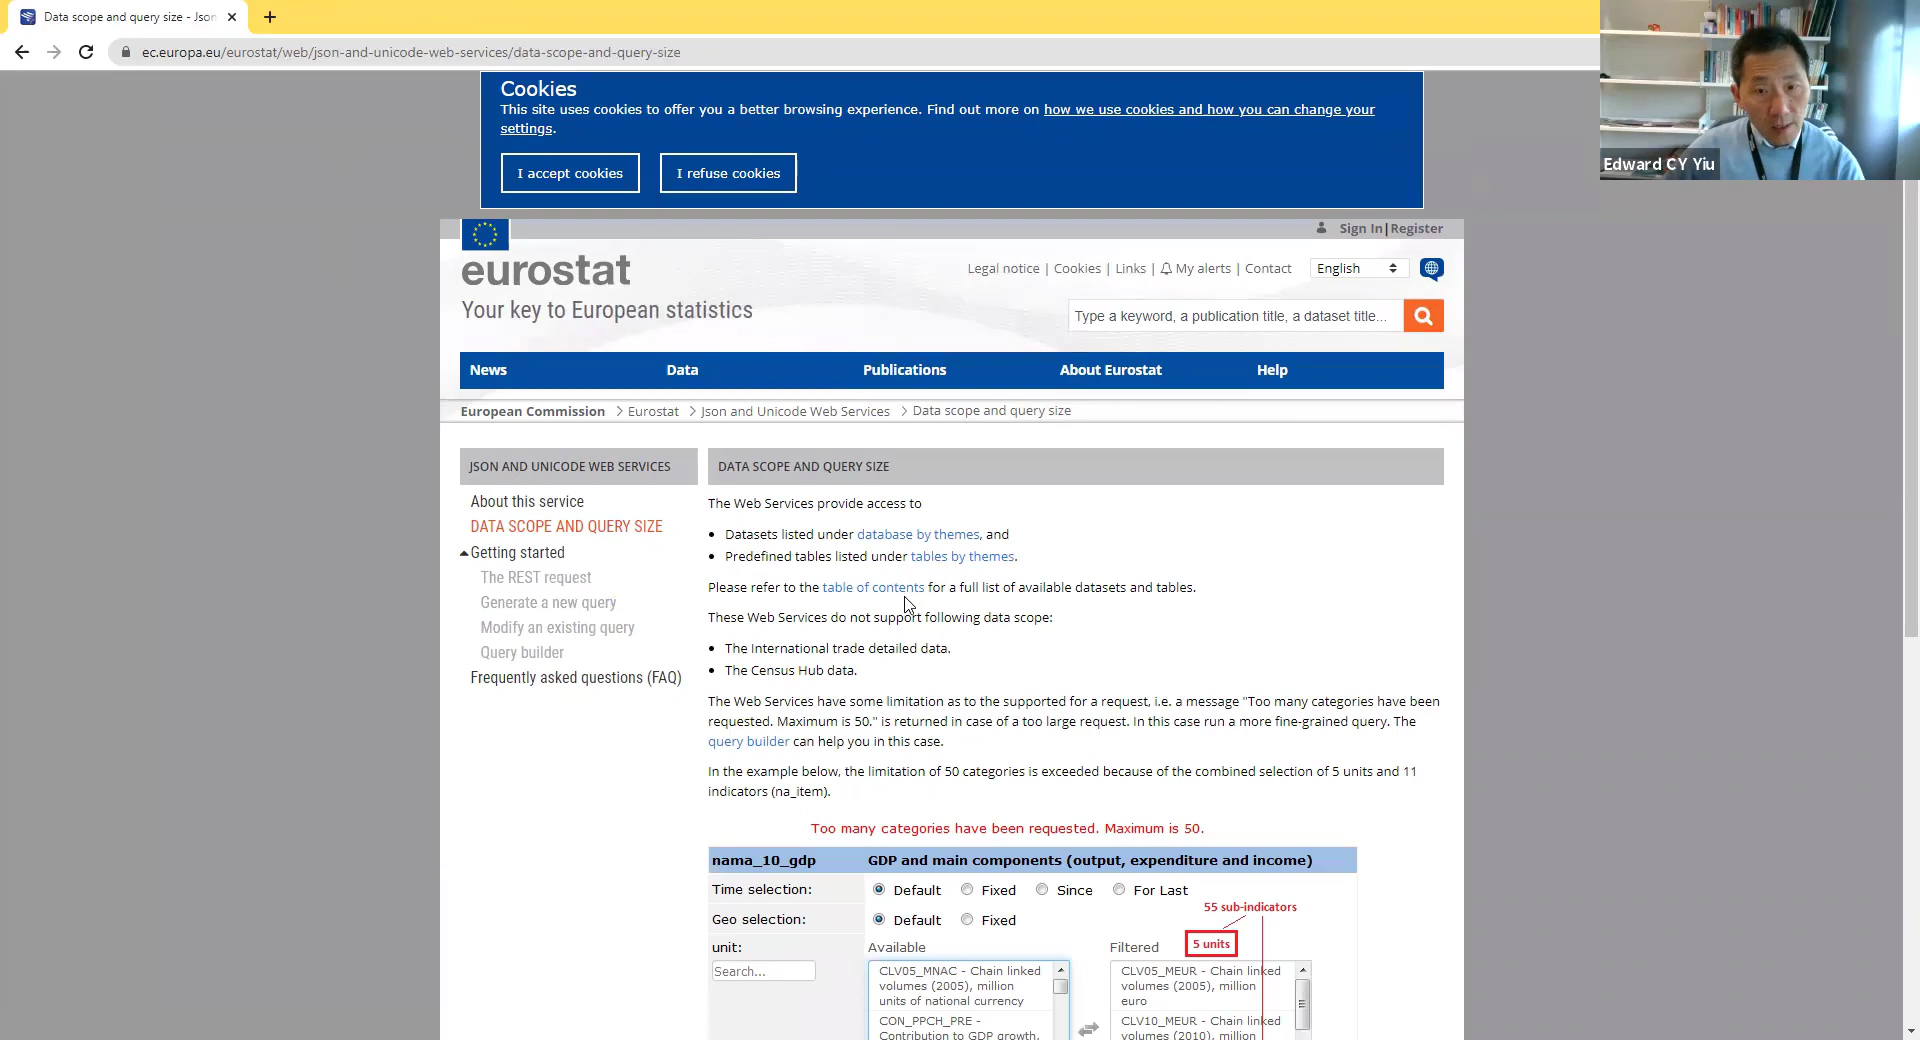 Data scope and query size - Json
ec.europa.eu/eurostat/web/json-and-unicode-web-services/data-scope-and-query-size
Edward CY Yiu
Cookies
This site uses cookies to offer you a better browsing experience. Find out more on how we use cookies and how you can change your
settings.
I accept cookies
I refuse cookies
Sign In|Register
eurostat
Your key to European statistics
Legal notice | Cookies | Links | My alerts | Contact
English
Type a keyword, a publication title, a dataset title...
News Data Publications About Eurostat Help
European Commission > Eurostat > Json and Unicode Web Services > Data scope and query size
JSON AND UNICODE WEB SERVICES
About this service
DATA SCOPE AND QUERY SIZE
Getting started
The REST request
Generate a new query
Modify an existing query
Query builder
Frequently asked questions (FAQ)
DATA SCOPE AND QUERY SIZE
The Web Services provide access to
• Datasets listed under database by themes, and
• Predefined tables listed under tables by themes.
Please refer to the table of contents for a full list of available datasets and tables.
These Web Services do not support following data scope:
• The International trade detailed data.
• The Census Hub data.
The Web Services have some limitation as to the supported for a request, i.e. a message "Too many categories have been
requested. Maximum is 50." is returned in case of a too large request. In this case run a more fine-grained query. The
query builder can help you in this case.
In the example below, the limitation of 50 categories is exceeded because of the combined selection of 5 units and 11
indicators (na_item).
Too many categories have been requested. Maximum is 50.
nama_10_gdp GDP and main components (output, expenditure and income)
Time selection: Default Fixed Since For Last
55 sub-indicators
Geo selection: Default Fixed
unit: Available Filtered 5 units
Search...
CLV05_MNAC - Chain linked
volumes (2005), million
units of national currency
CON_PPCH_PRE -
Contribution to GDP growth,
CLV05_MEUR - Chain linked
volumes (2005), million
euro
CLV10_MEUR - Chain linked
volumes (2010), million